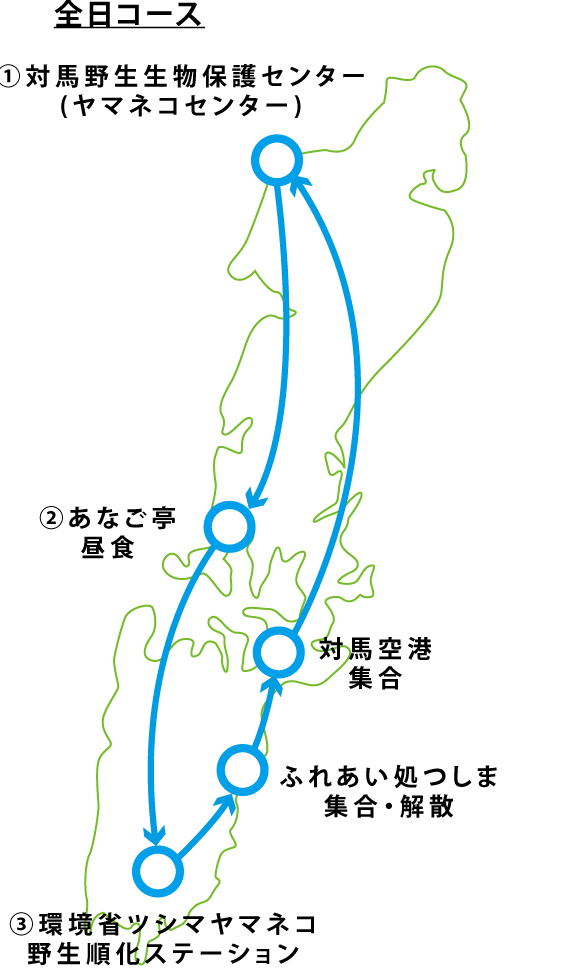 全日コース
①対馬野生生物保護センター
(ヤマネコセンター)
②あなご亭
昼食
対馬空港
集合
ふれあい処つしま
集合・解散
③環境省ツシマヤマネコ
野生順化ステーション